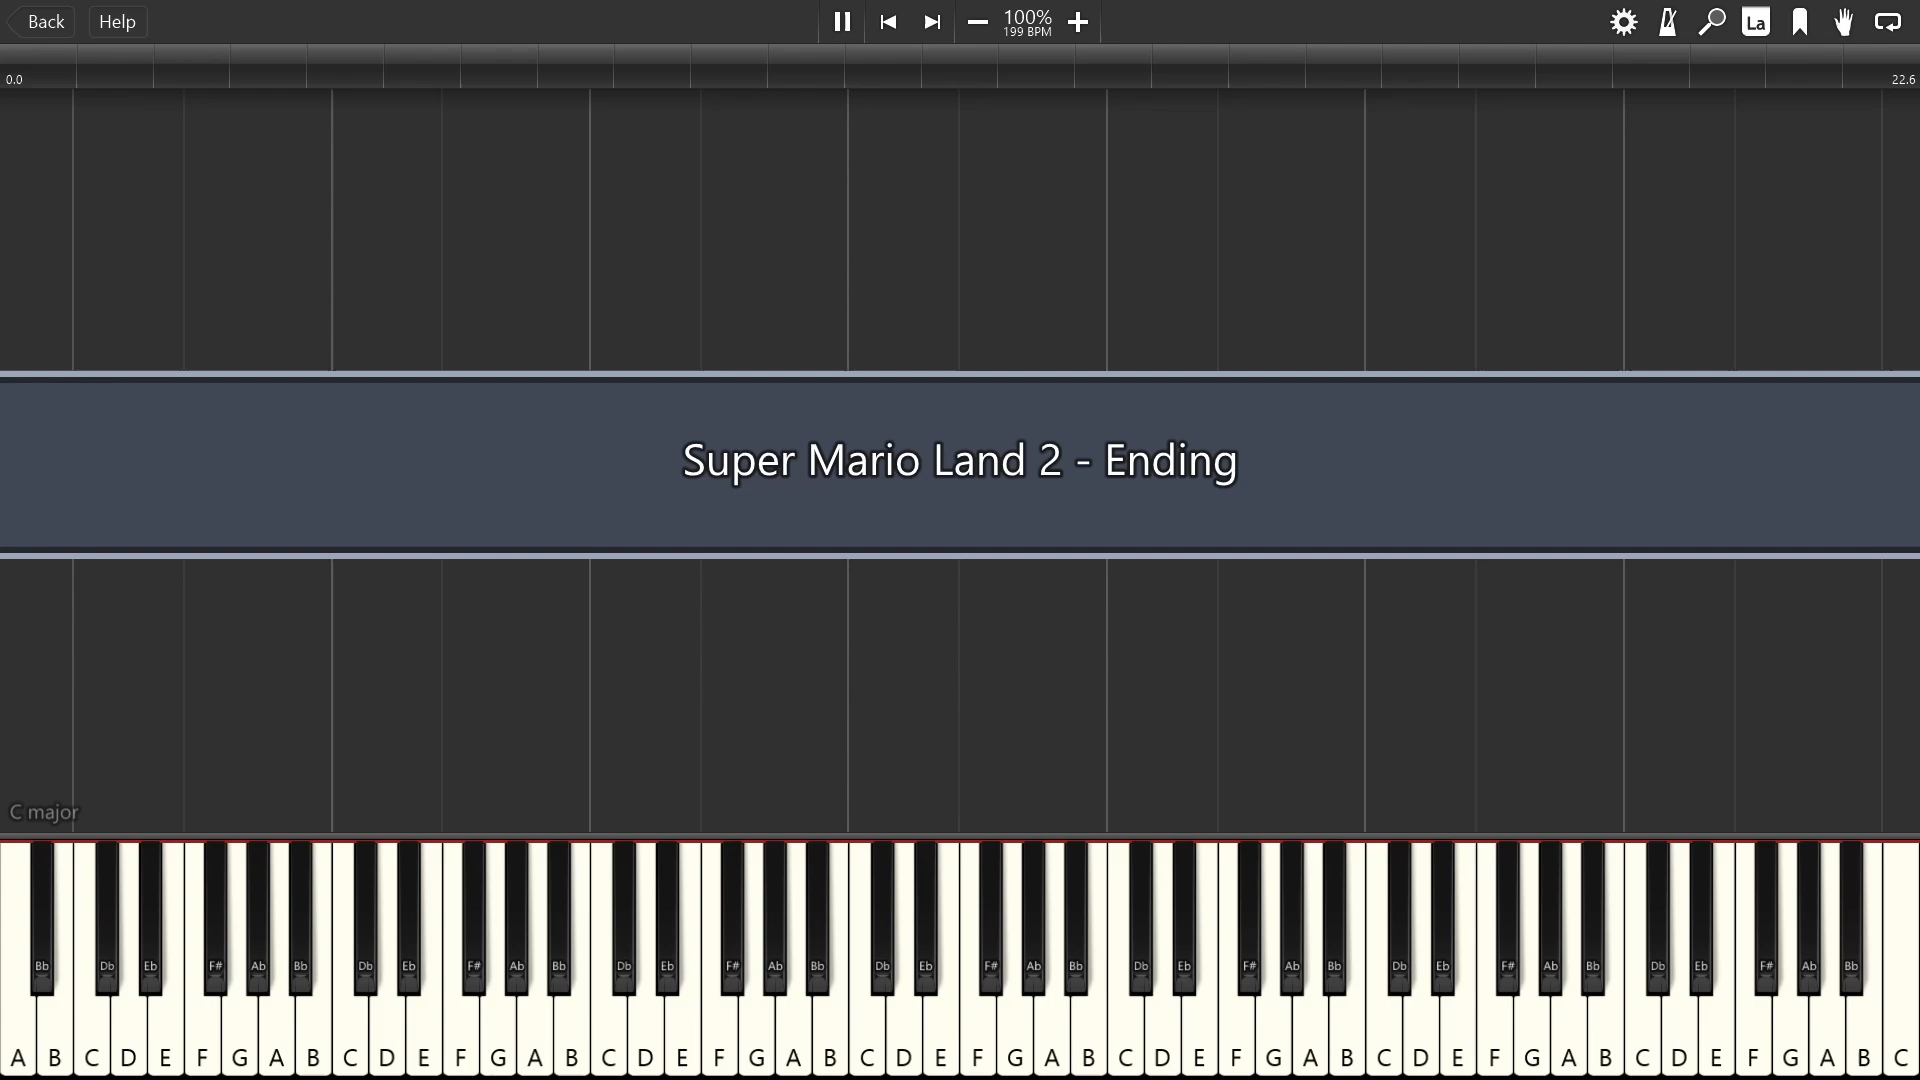 Back Help 100% La
199 BPM
0.0 22.6
Super Mario Land 2 - Ending
C major
Bb Db Eb F# Ab Bb Db Eb F# Ab Bb Db Eb F# Ab Bb Db Eb F# Ab Bb Db Eb F# Ab Bb Db Eb F# Ab Bb Db Eb F# Ab Bb
A B C D E F G A B C D E F G A B C D E F G A B C D E F G A B C D E F G A B C D E F G A B C D E F G A B C